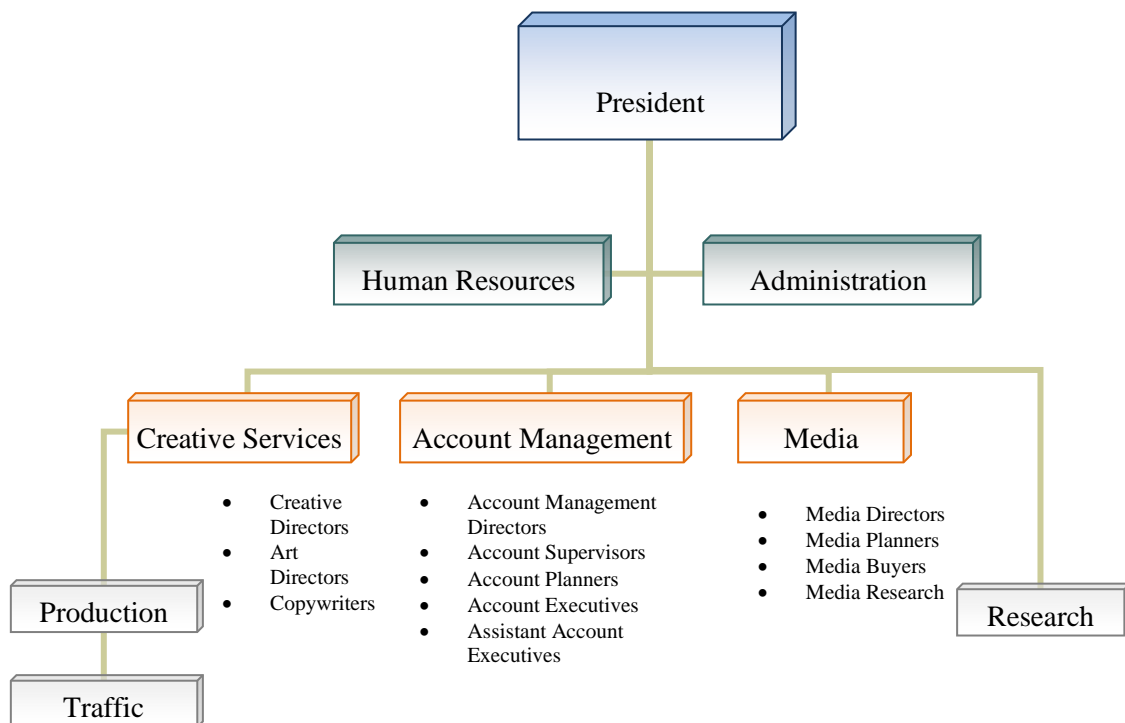 President
Human Resources
Administration
Creative Services
Account Management
Media
• Creative
Directors
• Art
Directors
• Copywriters
• Account Management
Directors
• Account Supervisors
• Account Planners
• Account Executives
• Assistant Account
Executives
• Media Directors
• Media Planners
• Media Buyers
• Media Research
Production
Research
Traffic